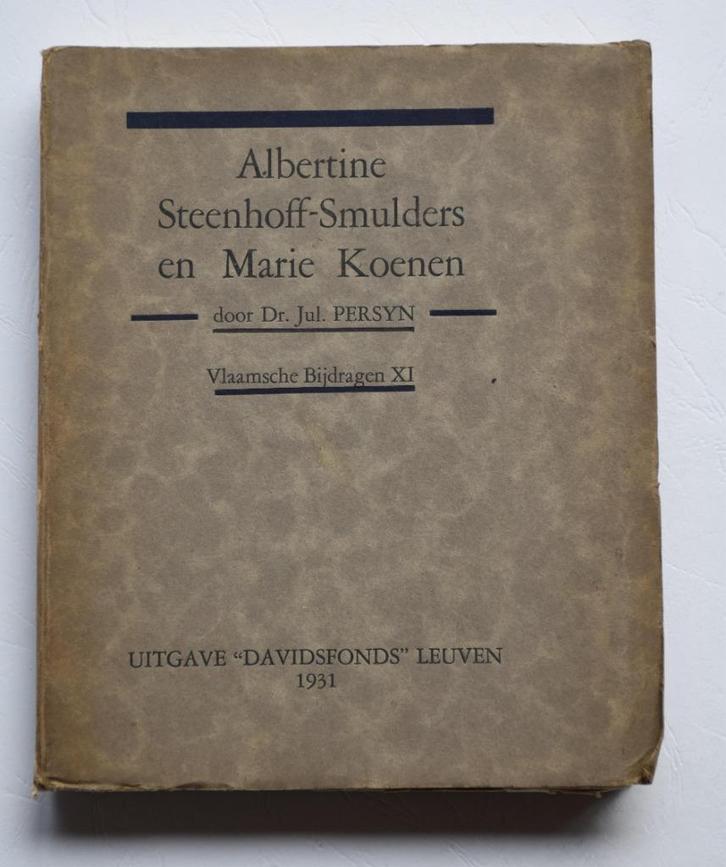 Albertine
Steenhoff-Smulders
en Marie Koenen
door Dr. Jul. PERSYN
Vlaamsche Bijdragen XI
UITGAVE “DAVIDSFONDS” LEUVEN
1931